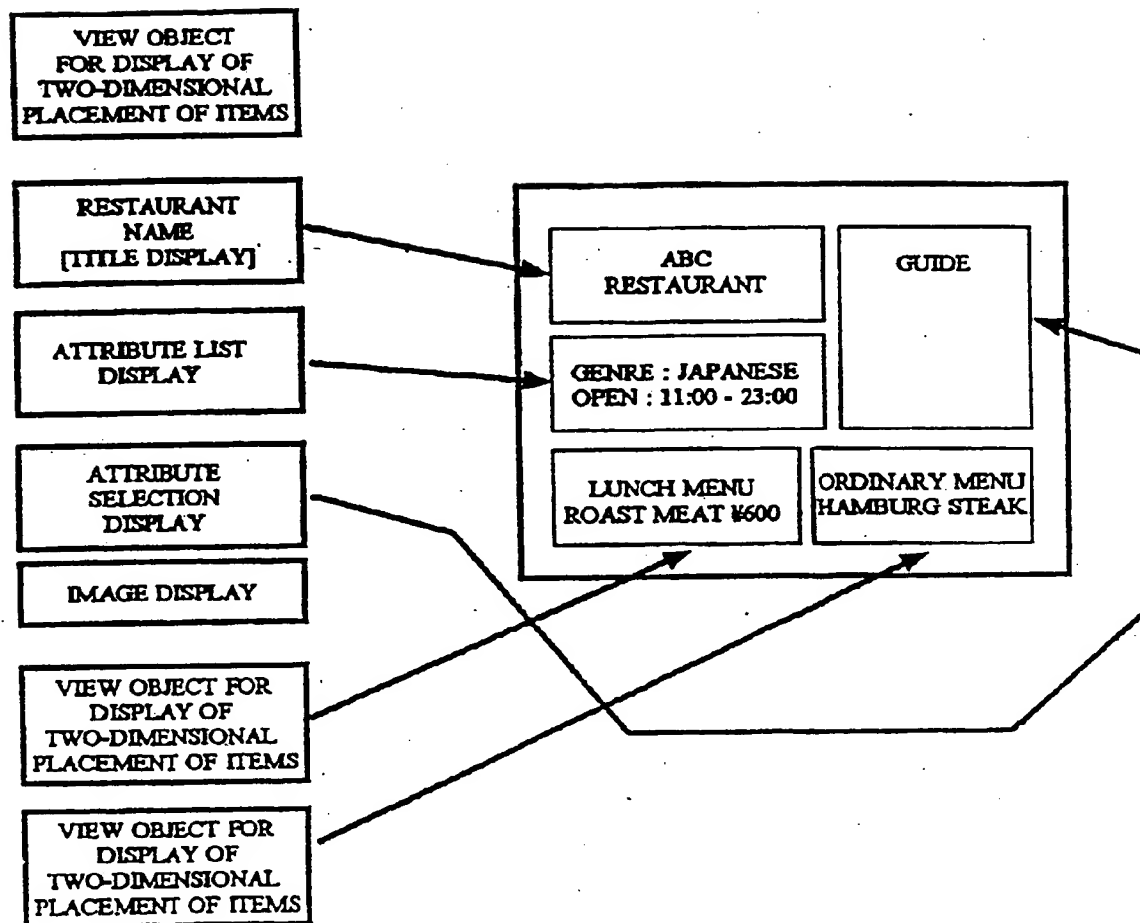 VIEW OBJECT
FOR DISPLAY OF
TWO-DIMENSIONAL
PLACEMENT OF ITEMS
RESTAURANT
NAME
[TITLE DISPLAY]
ATTRIBUTE LIST
DISPLAY
ATTRIBUTE
SELECTION
DISPLAY
IMAGE DISPLAY
VIEW OBJECT FOR
DISPLAY OF
TWO-DIMENSIONAL
PLACEMENT OF ITEMS
VIEW OBJECT FOR
DISPLAY OF
TWO-DIMENSIONAL
PLACEMENT OF ITEMS
ABC
RESTAURANT
GUIDE
GENRE : JAPANESE
OPEN : 11:00 - 23:00
LUNCH MENU
ROAST MEAT ¥600
ORDINARY MENU
HAMBURG STEAK